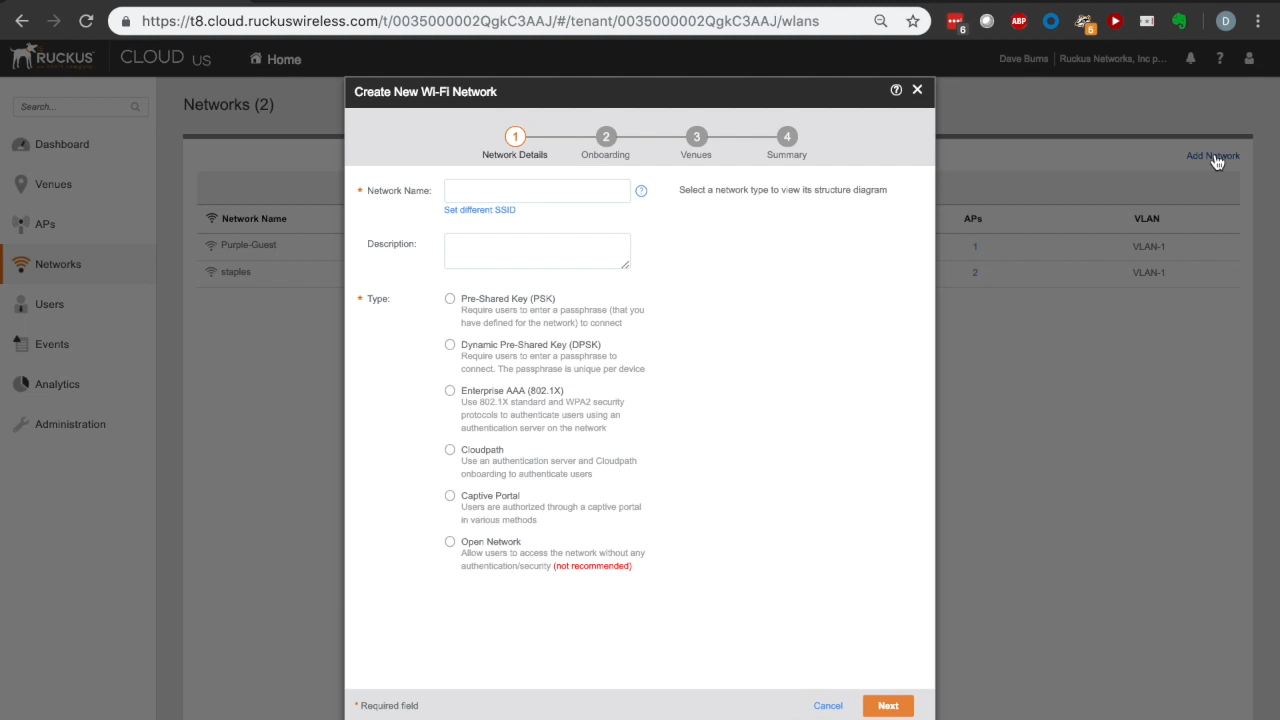 https://t8.cloud.ruckuswireless.com/t/0035000002QgkC3AAJ/#/tenant/0035000002QgkC3AAJ/wlans
6
ABP
5
D
RUCKUS
CLOUD US
Home
Dave Burns
Ruckus Networks, Inc p...
Search...
Dashboard
Venues
APs
Networks
Users
Events
Analytics
Administration
Networks (2)
Add Network
Network Name
APs
VLAN
Purple-Guest
1
VLAN-1
staples
2
VLAN-1
Create New Wi-Fi Network
1
2
3
4
Network Details
Onboarding
Venues
Summary
* Network Name:
Select a network type to view its structure diagram
Set different SSID
Description:
* Type:
Pre-Shared Key (PSK)
Require users to enter a passphrase (that you
have defined for the network) to connect
Dynamic Pre-Shared Key (DPSK)
Require users to enter a passphrase to
connect. The passphrase is unique per device
Enterprise AAA (802.1X)
Use 802.1X standard and WPA2 security
protocols to authenticate users using an
authentication server on the network
Cloudpath
Use an authentication server and Cloudpath
onboarding to authenticate users
Captive Portal
Users are authorized through a captive portal
in various methods
Open Network
Allow users to access the network without any
authentication/security (not recommended)
* Required field
Cancel
Next